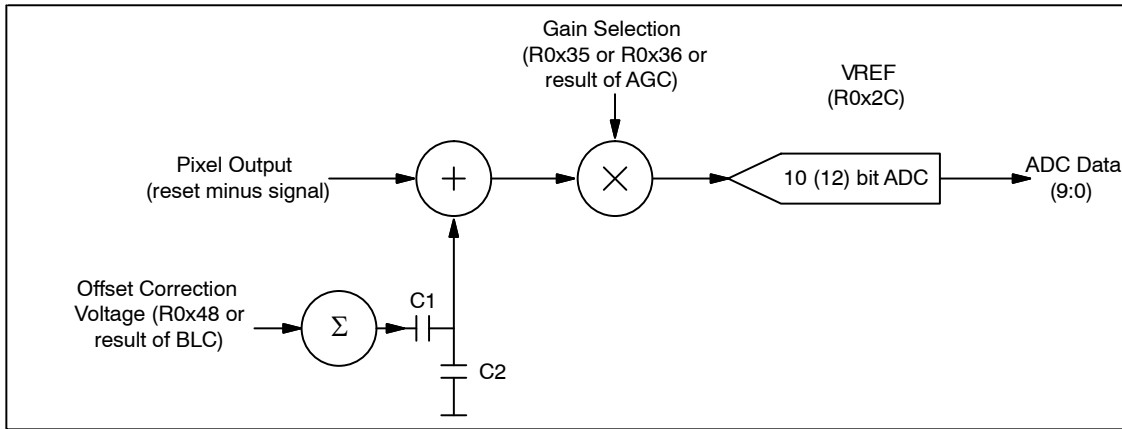 Gain Selection
(R0x35 or R0x36 or
result of AGC)
VREF
(R0x2C)
Pixel Output
(reset minus signal)
+
×
10 (12) bit ADC
ADC Data
(9:0)
Offset Correction
Voltage (R0x48 or
result of BLC)
Σ
C1
C2